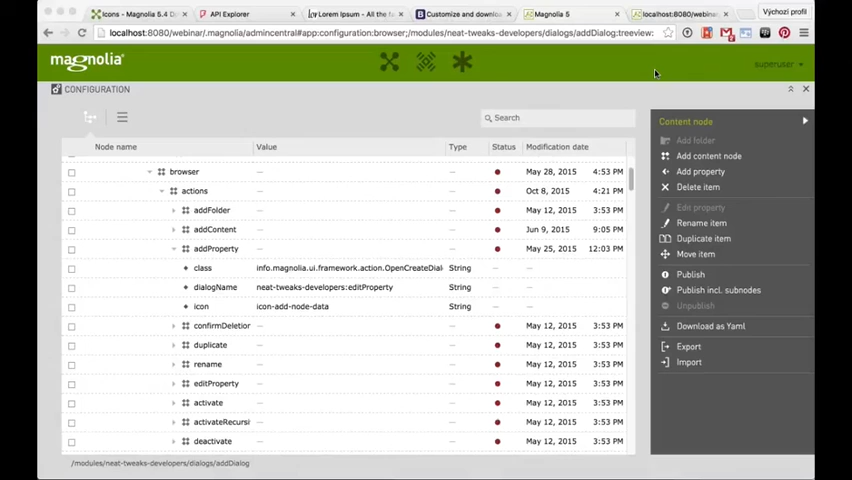 Icons - Magnolia 5.4 D
API Explorer
Lorem Ipsum - All the fa
Customize and downloa
Magnolia 5
localhost:8080/webinar/
Výchozí profil
localhost:8080/webinar/.magnolia/admincentral#app:configuration:browser;/modules/neat-tweaks-developers/dialogs/addDialog:treeview:
magnolia
superuser
CONFIGURATION
Search
Node name Value Type Status Modification date
browser — — May 28, 2015 4:53 PM
actions — — Oct 8, 2015 4:21 PM
addFolder — — May 12, 2015 3:53 PM
addContent — — Jun 9, 2015 9:05 PM
addProperty — — May 25, 2015 12:03 PM
class info.magnolia.ui.framework.action.OpenCreateDial String — —
dialogName neat-tweaks-developers:editProperty String — —
icon icon-add-node-data String — —
confirmDeletion — — May 12, 2015 3:53 PM
duplicate — — May 12, 2015 3:53 PM
rename — — May 12, 2015 3:53 PM
editProperty — — May 12, 2015 3:53 PM
activate — — May 12, 2015 3:53 PM
activateRecursi — — May 12, 2015 3:53 PM
deactivate — — May 12, 2015 3:53 PM
/modules/neat-tweaks-developers/dialogs/addDialog
Content node
Add folder
Add content node
Add property
Delete item
Edit property
Rename item
Duplicate item
Move item
Publish
Publish incl. subnodes
Unpublish
Download as Yaml
Export
Import